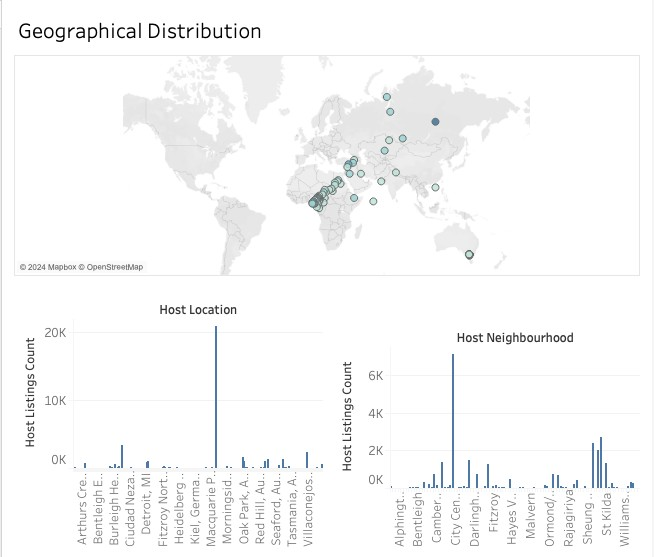 Geographical Distribution
© 2024 Mapbox © OpenStreetMap
Host Location
Host Listings Count
20K
10K
0K
Arthurs Cre..
Bentleigh E..
Burleigh He..
Ciudad Neza..
Detroit, MI
Fitzroy Nort..
Heidelberg ..
Kiel, Germa..
Macquarie P..
Morningsid..
Oak Park, A..
Red Hill, Au..
Seaford, Au..
Tasmania, A..
Villaconejos..
Host Neighbourhood
Host Listings Count
6K
4K
2K
0K
Alphingt..
Bentleigh
Camber..
City Cen..
Darlingh..
Fitzroy
Hayes V..
Malvern
Ormond/..
Rajagiriya
Sheung ..
St Kilda
Williams..